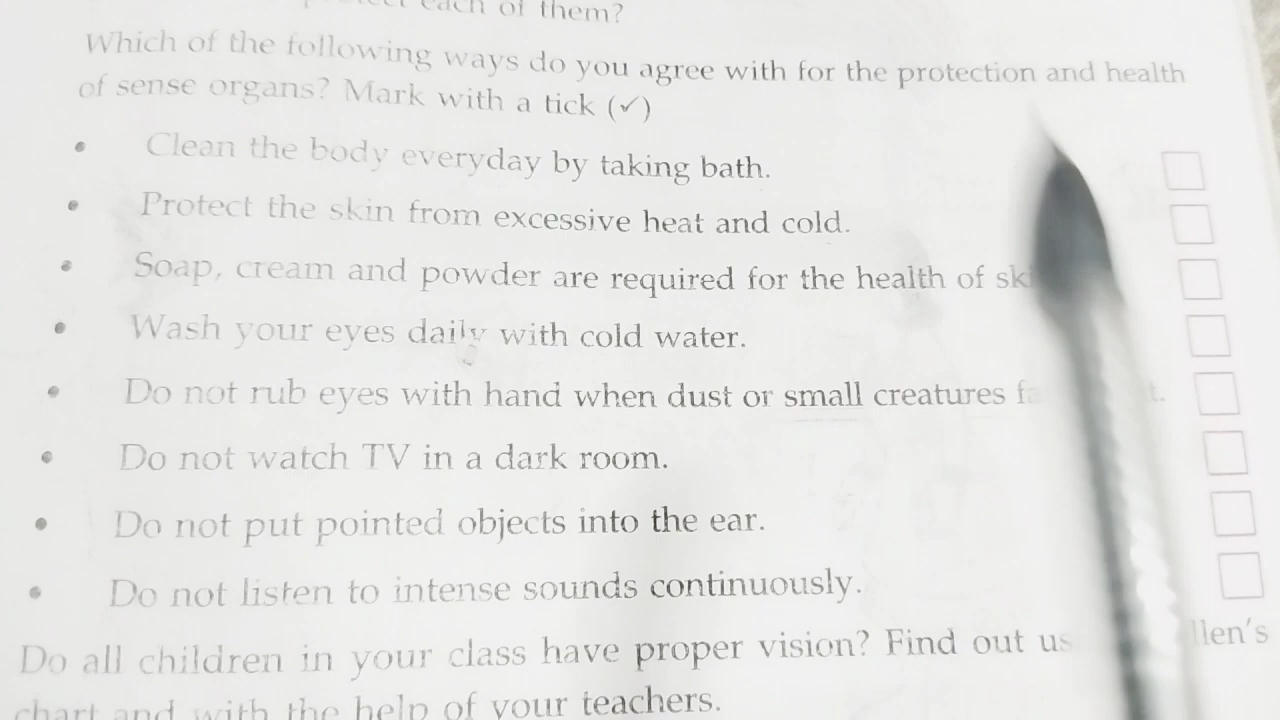 each of them?
Which of the following ways do you agree with for the protection and health
of sense organs? Mark with a tick (✓)
• Clean the body everyday by taking bath.
• Protect the skin from excessive heat and cold.
• Soap, cream and powder are required for the health of
• Wash your eyes daily with cold water.
• Do not rub eyes with hand when dust or small creatures
• Do not watch TV in a dark room.
• Do not put pointed objects into the ear.
• Do not listen to intense sounds continuously.
Do all children in your class have proper vision? Find out
chart and with the help of your teachers.